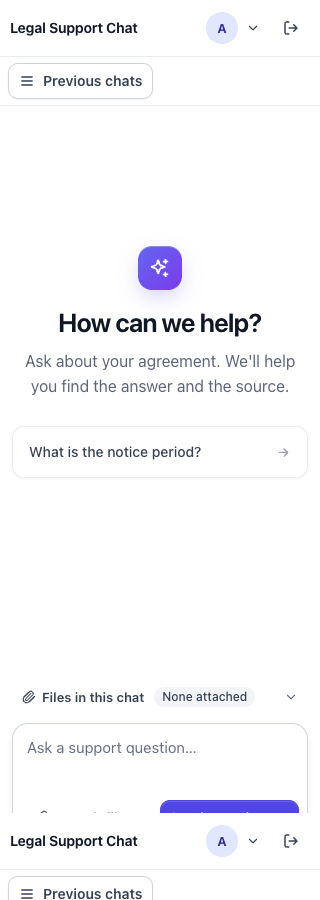 Legal Support Chat
A
Previous chats
How can we help?
Ask about your agreement. We'll help
you find the answer and the source.
What is the notice period?
Files in this chat
None attached
Ask a support question...
Legal Support Chat
A
Previous chats